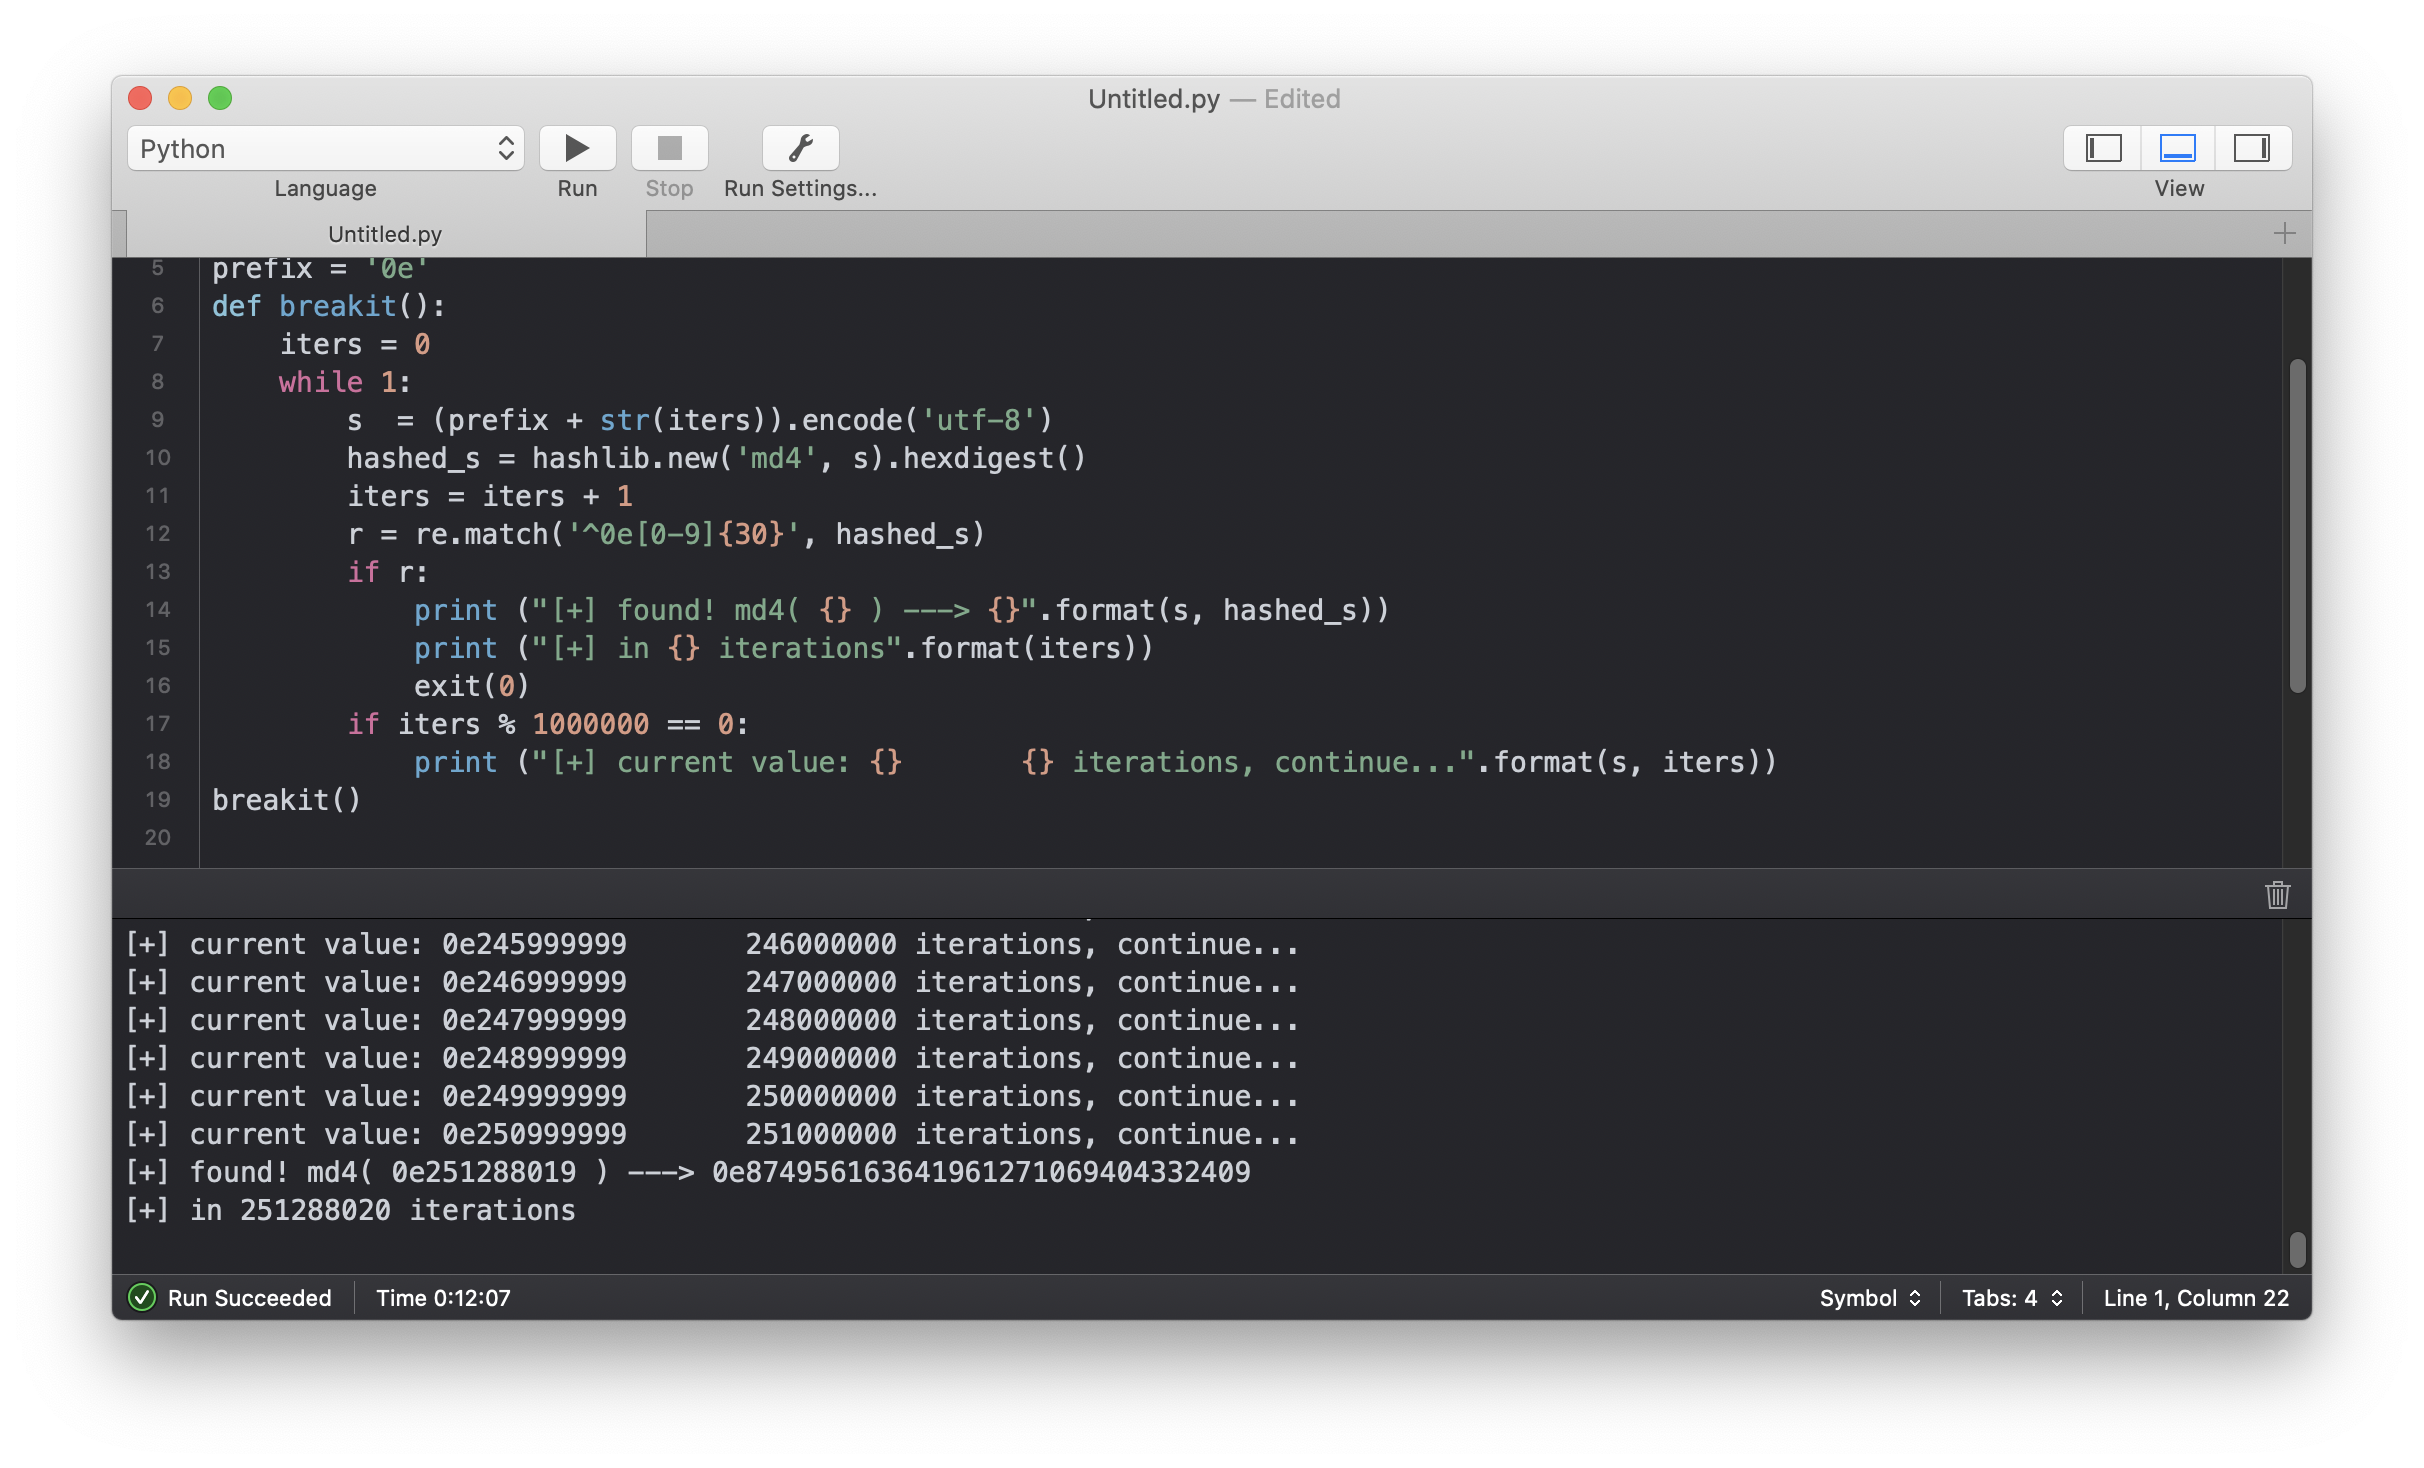 Untitled.py — Edited
Python
Language
Run
Stop
Run Settings...
View
Untitled.py
5 prefix = '0e'
6 def breakit():
7     iters = 0
8     while 1:
9         s  = (prefix + str(iters)).encode('utf-8')
10         hashed_s = hashlib.new('md4', s).hexdigest()
11         iters = iters + 1
12         r = re.match('^0e[0-9]{30}', hashed_s)
13         if r:
14             print ("[+] found! md4( {} ) ---> {}".format(s, hashed_s))
15             print ("[+] in {} iterations".format(iters))
16             exit(0)
17         if iters % 1000000 == 0:
18             print ("[+] current value: {}       {} iterations, continue...".format(s, iters))
19 breakit()
20
[+] current value: 0e245999999       246000000 iterations, continue...
[+] current value: 0e246999999       247000000 iterations, continue...
[+] current value: 0e247999999       248000000 iterations, continue...
[+] current value: 0e248999999       249000000 iterations, continue...
[+] current value: 0e249999999       250000000 iterations, continue...
[+] current value: 0e250999999       251000000 iterations, continue...
[+] found! md4( 0e251288019 ) ---> 0e874956163641961271069404332409
[+] in 251288020 iterations
Run Succeeded
Time 0:12:07
Symbol
Tabs: 4
Line 1, Column 22